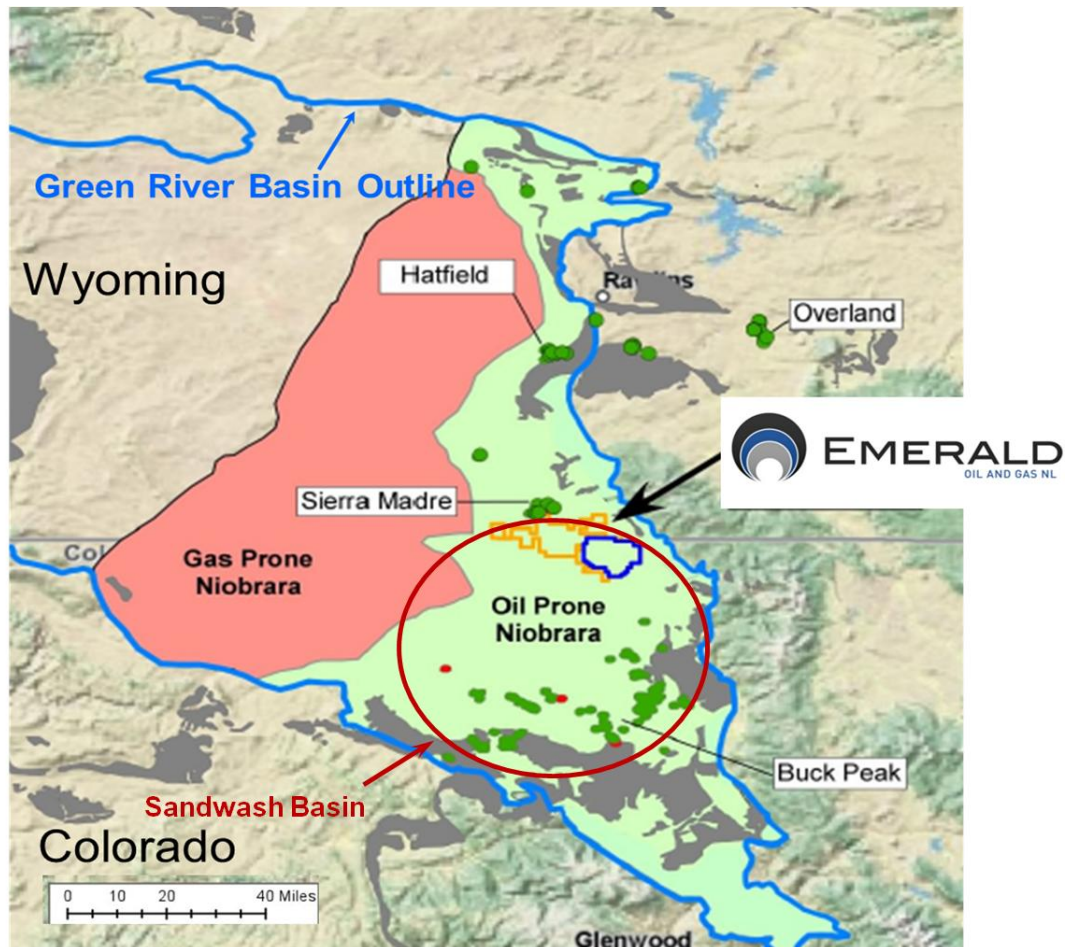 Green River Basin Outline
Wyoming
Hatfield
Overland
EMERALD
OIL AND GAS NL
Sierra Madre
Gas Prone
Niobrara
Oil Prone
Niobrara
Buck Peak
Sandwash Basin
Colorado
0 10 20 40 Miles
Glenwood